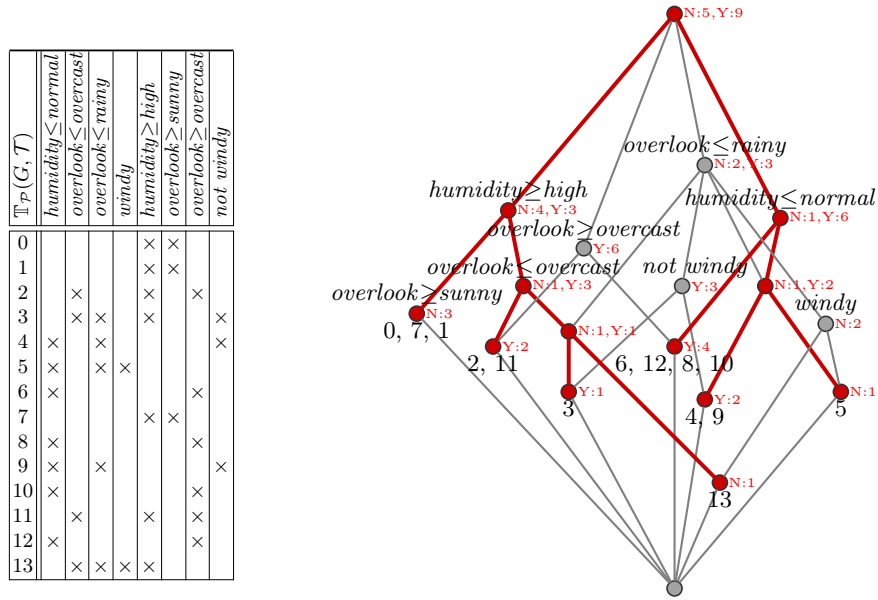 𝕋𝒫(G, 𝒯) humidity≤normal overlook≤overcast overlook≤rainy windy humidity≥high overlook≥sunny overlook≥overcast not windy
0 × ×
1 × ×
2 × × ×
3 × × × ×
4 × × ×
5 × × ×
6 × ×
7 × ×
8 × ×
9 × × ×
10 × ×
11 × × ×
12 × ×
13 × × × ×
N:5,Y:9
overlook≤rainy
N:2,Y:3
humidity≥high
N:4,Y:3
humidity≤normal
N:1,Y:6
overlook≥overcast
Y:6
overlook≤overcast
N:1,Y:3
not windy
Y:3
N:1,Y:2
overlook≥sunny
N:3
0, 7, 1
windy
N:2
N:1,Y:1
Y:2
2, 11
Y:4
6, 12, 8, 10
Y:1
3
Y:2
4, 9
N:1
5
N:1
13